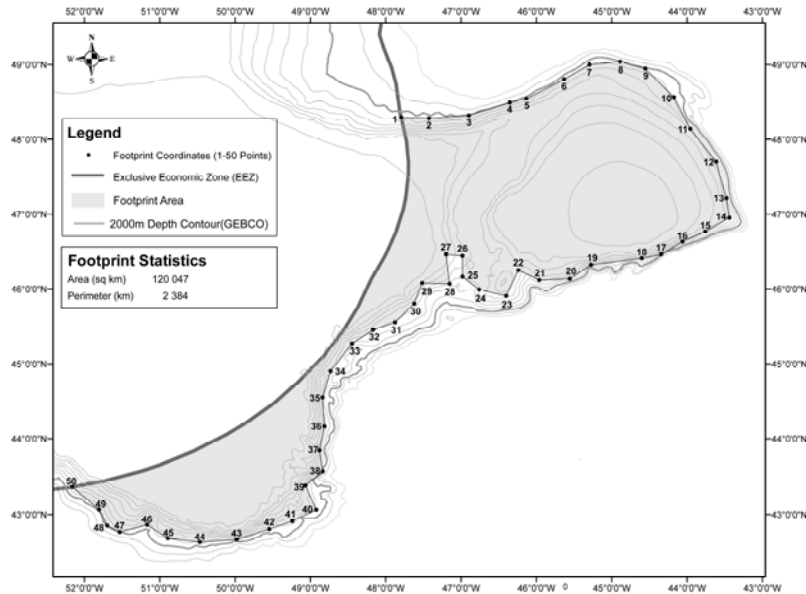 52°0'0"W 51°0'0"W 50°0'0"W 49°0'0"W 48°0'0"W 47°0'0"W 46°0'0"W 45°0'0"W 44°0'0"W 43°0'0"W
N
W E
S
49°0'0"N 49°0'0"N
48°0'0"N 48°0'0"N
47°0'0"N 47°0'0"N
46°0'0"N 46°0'0"N
45°0'0"N 45°0'0"N
44°0'0"N 44°0'0"N
43°0'0"N 43°0'0"N
Legend
Footprint Coordinates (1-50 Points)
Exclusive Economic Zone (EEZ)
Footprint Area
2000m Depth Contour(GEBCO)
Footprint Statistics
Area (sq km) 120 047
Perimeter (km) 2 384
1
2
3
4
5
6
7
8
9
10
11
12
13
14
15
16
17
18
19
20
21
22
23
24
25
26
27
28
29
30
31
32
33
34
35
36
37
38
39
40
41
42
43
44
45
46
47
48
49
50
52°0'0"W 51°0'0"W 50°0'0"W 49°0'0"W 48°0'0"W 47°0'0"W 46°0'0"W 0 45°0'0"W 44°0'0"W 43°0'0"W